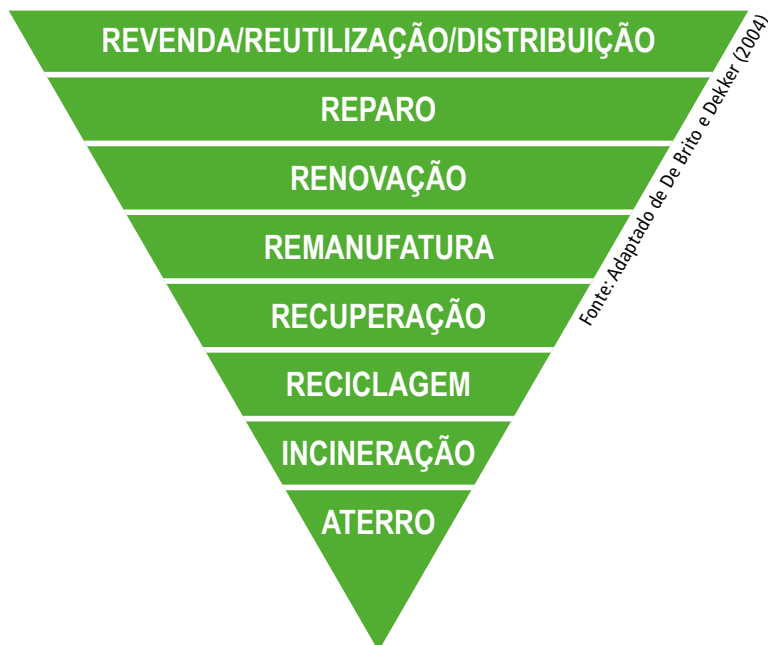 REVENDA/REUTILIZAÇÃO/DISTRIBUIÇÃO
REPARO
RENOVAÇÃO
REMANUFATURA
RECUPERAÇÃO
RECICLAGEM
INCINERAÇÃO
ATERRO
Fonte: Adaptado de De Brito e Dekker (2004)